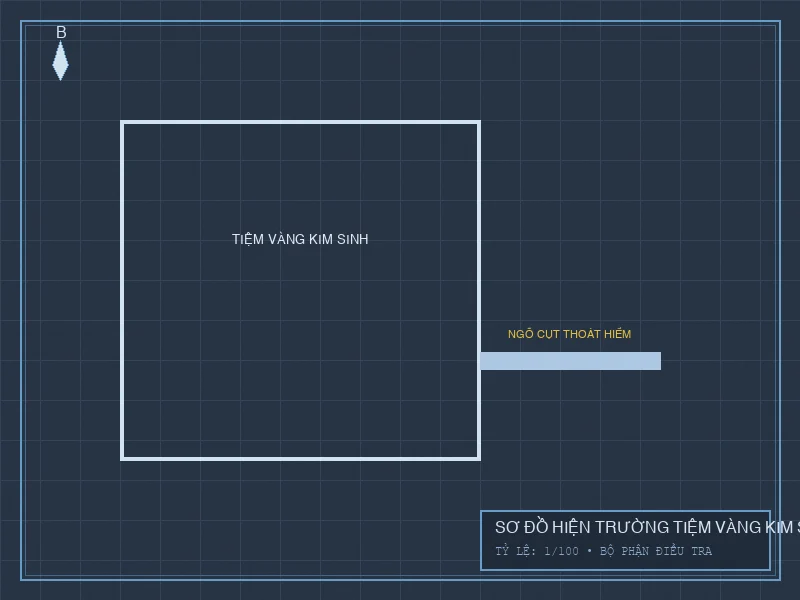 B
TIỆM VÀNG KIM SINH
NGÕ CỤT THOÁT HIỂM
SƠ ĐỒ HIỆN TRƯỜNG TIỆM VÀNG KIM S
TỶ LỆ: 1/100 • BỘ PHẬN ĐIỀU TRA